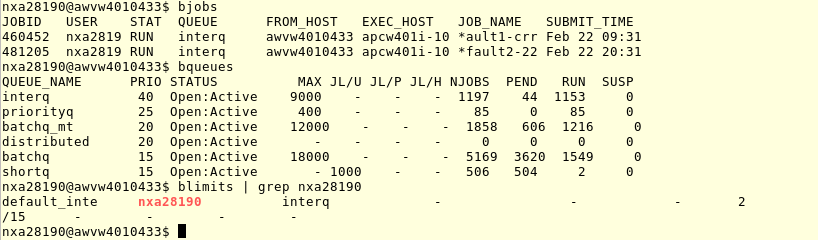 nxa28190@awvw4010433$ bjobs
JOBID   USER    STAT  QUEUE      FROM_HOST   EXEC_HOST   JOB_NAME   SUBMIT_TIME
460452  nxa2819 RUN   interq     awvw4010433 apcw401i-10 *ault1-crr Feb 22 09:31
481205  nxa2819 RUN   interq     awvw4010433 apcw401i-10 *fault2-22 Feb 22 20:31
nxa28190@awvw4010433$ bqueues
QUEUE_NAME      PRIO STATUS          MAX JL/U JL/P JL/H NJOBS  PEND   RUN  SUSP
interq           40  Open:Active    9000    -    -    -  1197    44  1153     0
priorityq        25  Open:Active     400    -    -    -    85     0    85     0
batchq_mt        20  Open:Active    12000    -    -    -  1858   606  1216     0
distributed      20  Open:Active       -    -    -    -     0     0     0     0
batchq           15  Open:Active    18000    -    -    -  5169  3620  1549     0
shortq           15  Open:Active       - 1000    -    -   506   504     2     0
nxa28190@awvw4010433$ blimits | grep nxa28190
default_inte     nxa28190          interq             -                -            -       2
/15      -        -        -        -
nxa28190@awvw4010433$